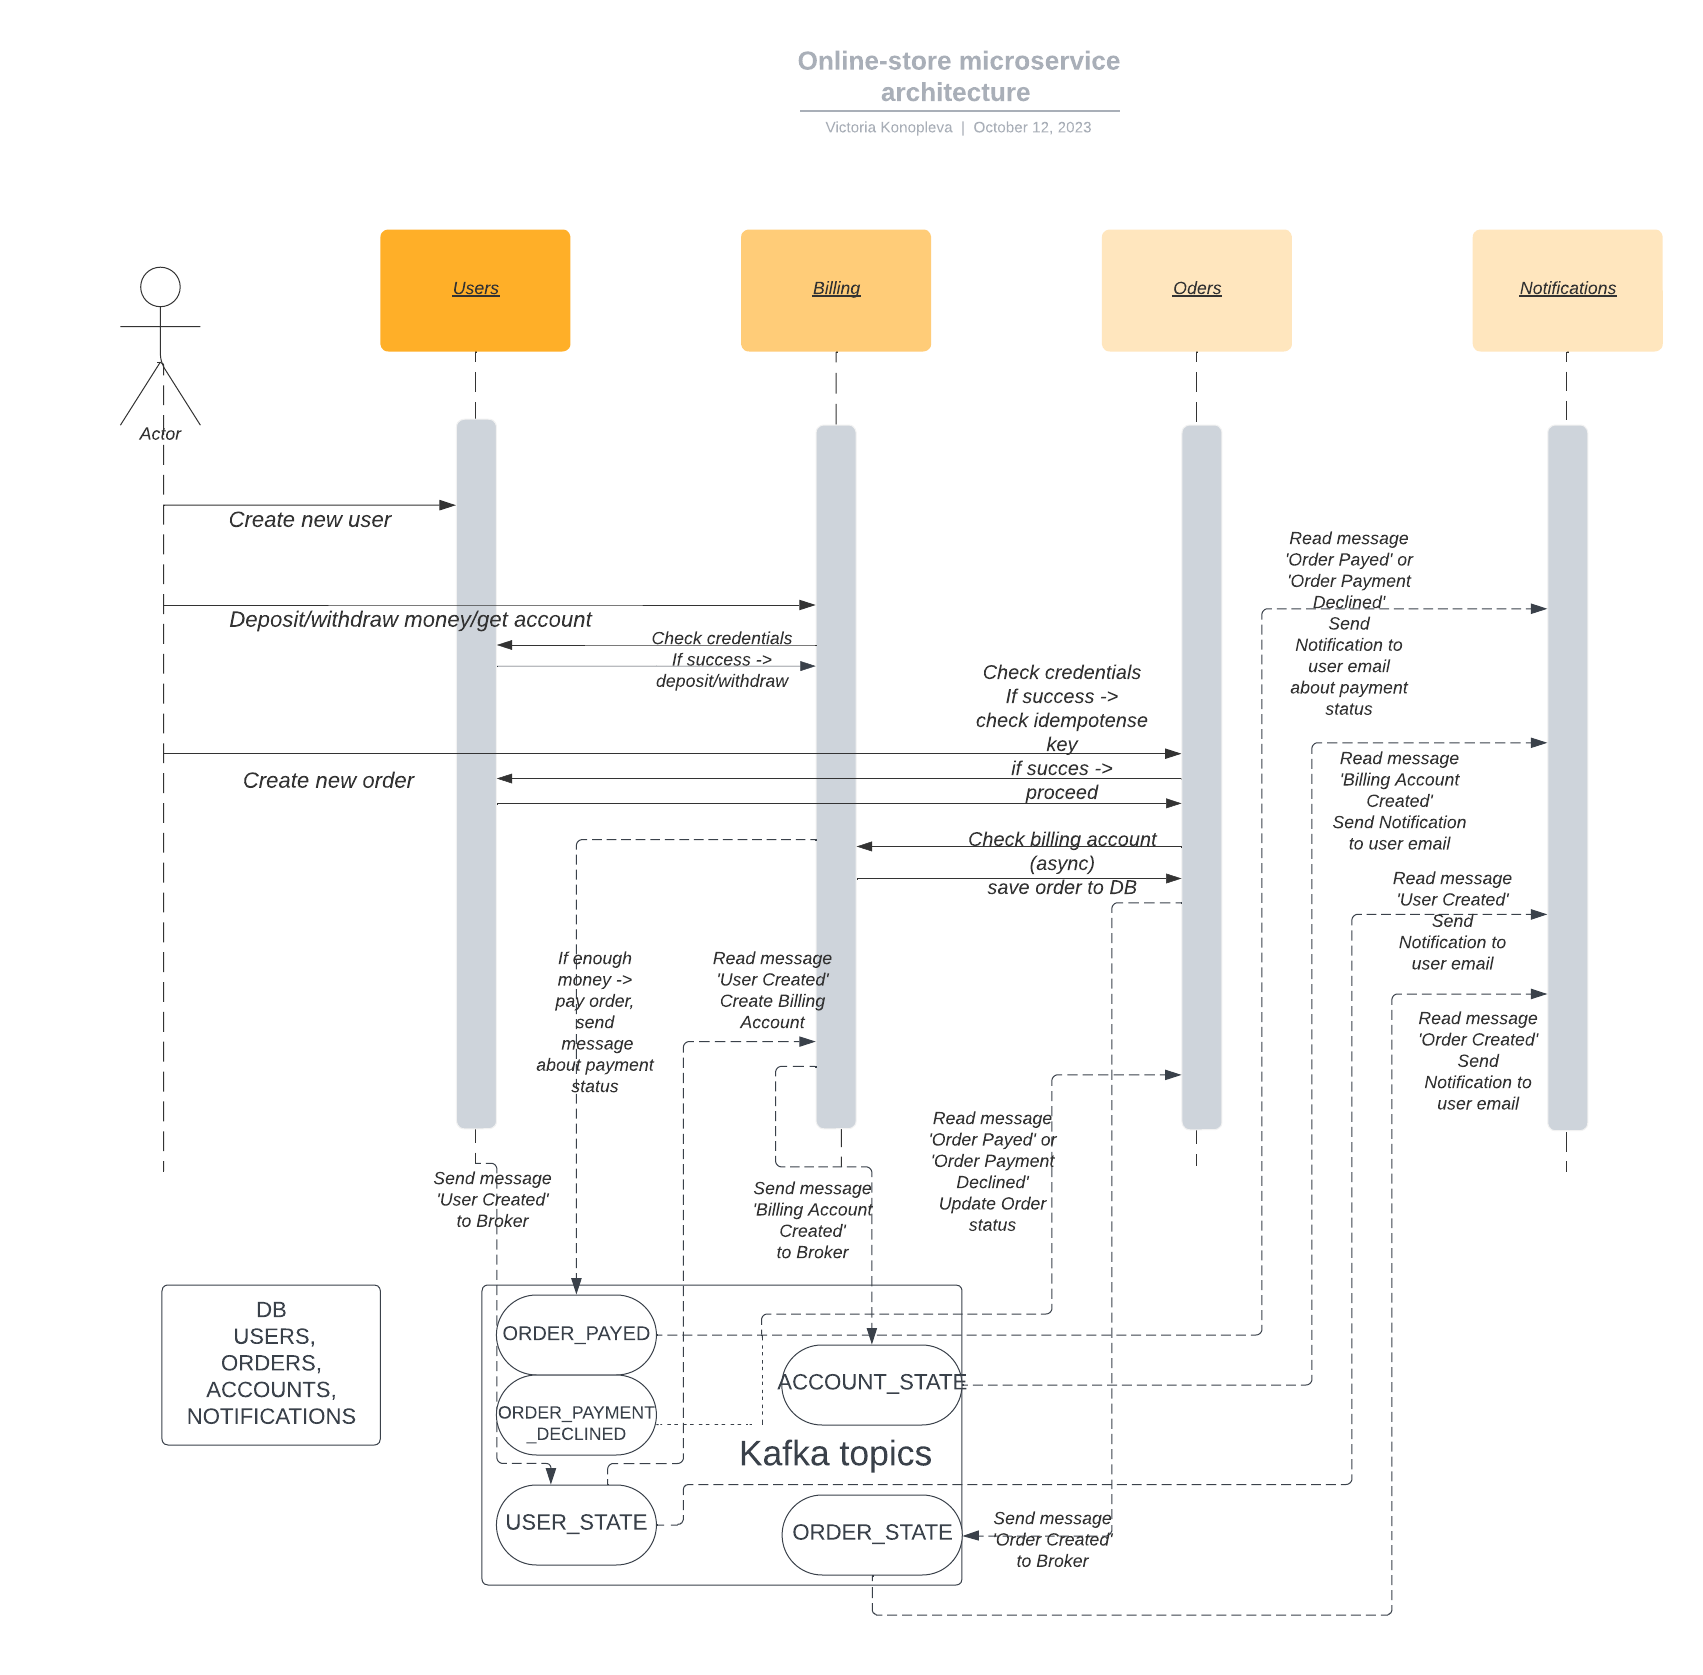 Online-store microservice
architecture
Victoria Konopleva | October 12, 2023
Users
Billing
Oders
Notifications
Actor
Create new user
Deposit/withdraw money/get account
Check credentials
If success ->
deposit/withdraw
Check credentials
If success ->
check idempotense
key
if succes ->
proceed
Create new order
Check billing account
(async)
save order to DB
Read message
'Order Payed' or
'Order Payment
Declined'
Send
Notification to
user email
about payment
status
Read message
'Billing Account
Created'
Send Notification
to user email
Read message
'User Created'
Send
Notification to
user email
Read message
'Order Created'
Send
Notification to
user email
If enough
money ->
pay order,
send
message
about payment
status
Read message
'User Created'
Create Billing
Account
Read message
'Order Payed' or
'Order Payment
Declined'
Update Order
status
Send message
'User Created'
to Broker
Send message
'Billing Account
Created'
to Broker
DB
USERS,
ORDERS,
ACCOUNTS,
NOTIFICATIONS
ORDER_PAYED
ORDER_PAYMENT
_DECLINED
ACCOUNT_STATE
Kafka topics
USER_STATE
ORDER_STATE
Send message
'Order Created'
to Broker